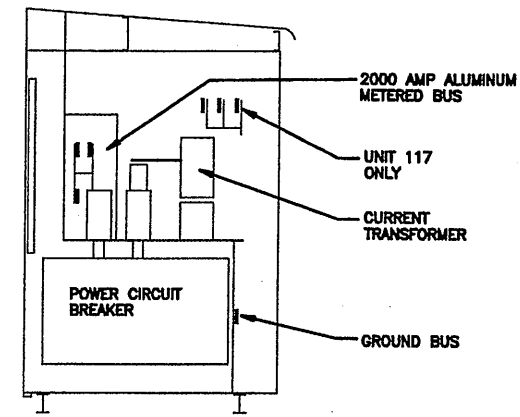 2000 AMP ALUMINUM
METERED BUS
UNIT 117
ONLY
CURRENT
TRANSFORMER
POWER CIRCUIT
BREAKER
GROUND BUS